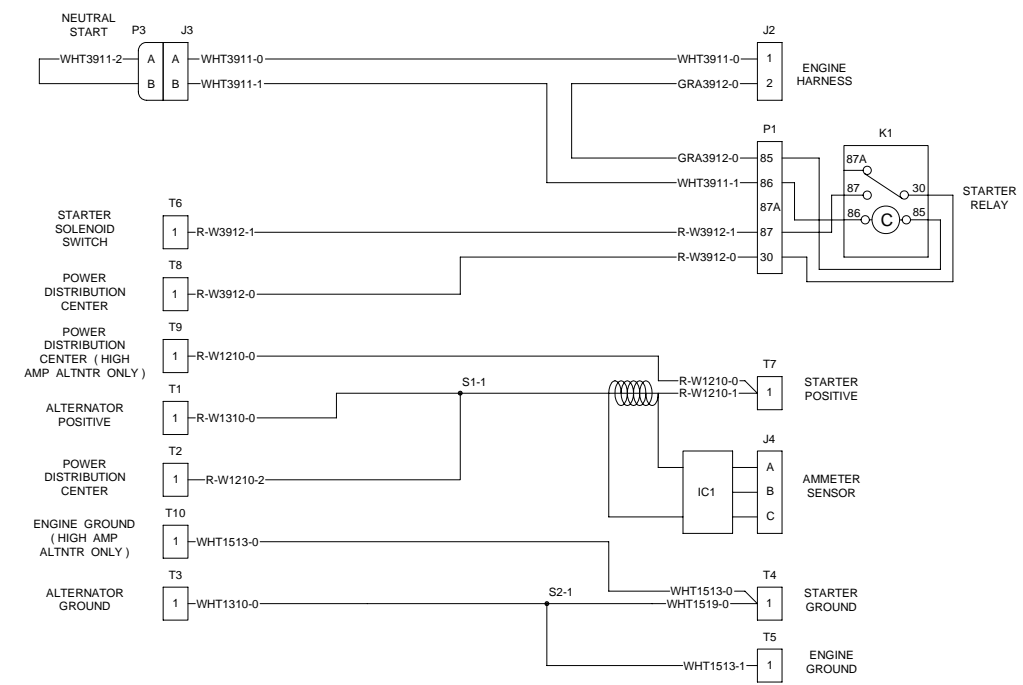 NEUTRAL
START
P3
J3
J2
WHT3911-2
A
A
WHT3911-0
WHT3911-0
1
B
B
WHT3911-1
GRA3912-0
2
ENGINE
HARNESS
P1
K1
GRA3912-0
85
87A
WHT3911-1
86
87
30
STARTER
RELAY
87A
86
C
85
T6
STARTER
SOLENOID
SWITCH
1
R-W3912-1
R-W3912-1
87
R-W3912-0
30
T8
POWER
DISTRIBUTION
CENTER
1
R-W3912-0
T9
POWER
DISTRIBUTION
CENTER ( HIGH
AMP ALTNTR ONLY )
1
R-W1210-0
T7
R-W1210-0
R-W1210-1
1
STARTER
POSITIVE
T1
S1-1
ALTERNATOR
POSITIVE
1
R-W1310-0
J4
T2
POWER
DISTRIBUTION
CENTER
1
R-W1210-2
IC1
A
B
C
AMMETER
SENSOR
T10
ENGINE GROUND
( HIGH AMP
ALTNTR ONLY )
1
WHT1513-0
T3
ALTERNATOR
GROUND
1
WHT1310-0
S2-1
T4
WHT1513-0
WHT1519-0
1
STARTER
GROUND
T5
WHT1513-1
1
ENGINE
GROUND